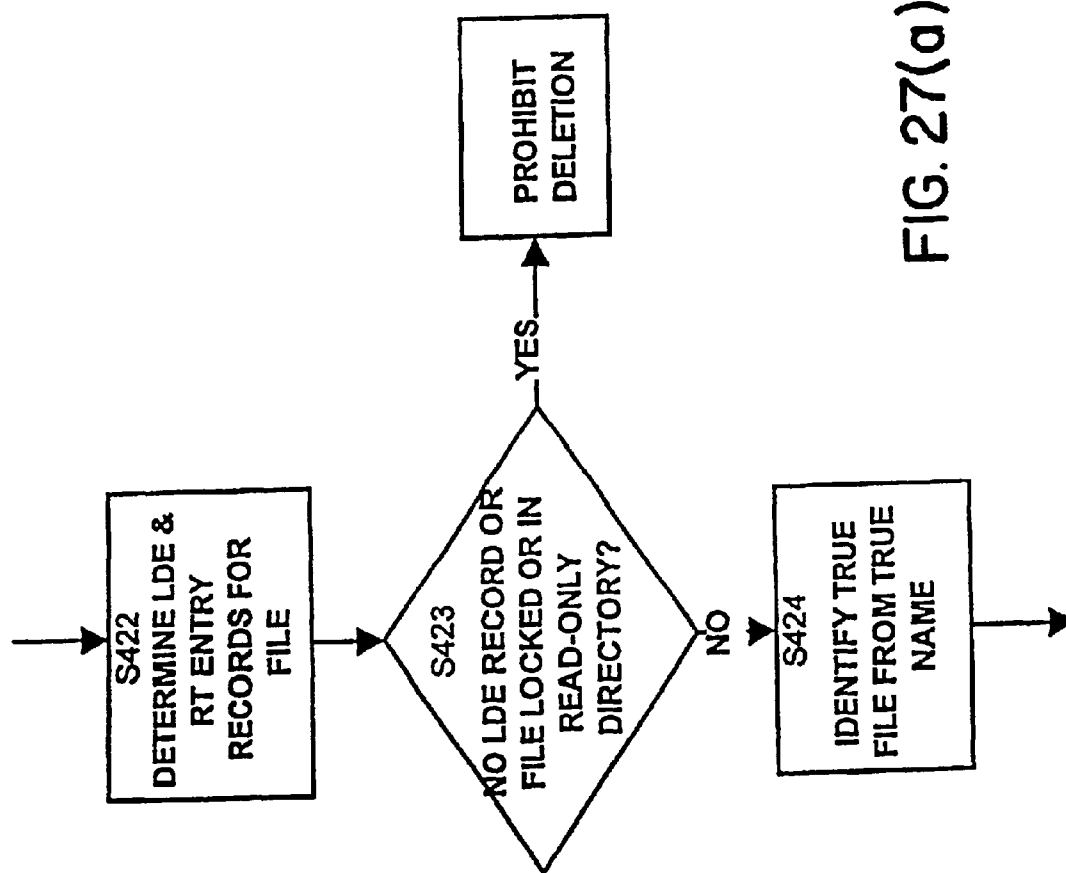 S422
DETERMINE LDE &
RT ENTRY
RECORDS FOR
FILE
S423
NO LDE RECORD OR
FILE LOCKED OR IN
READ-ONLY
DIRECTORY?
YES
PROHIBIT
DELETION
NO
S424
IDENTIFY TRUE
FILE FROM TRUE
NAME
FIG. 27(a)